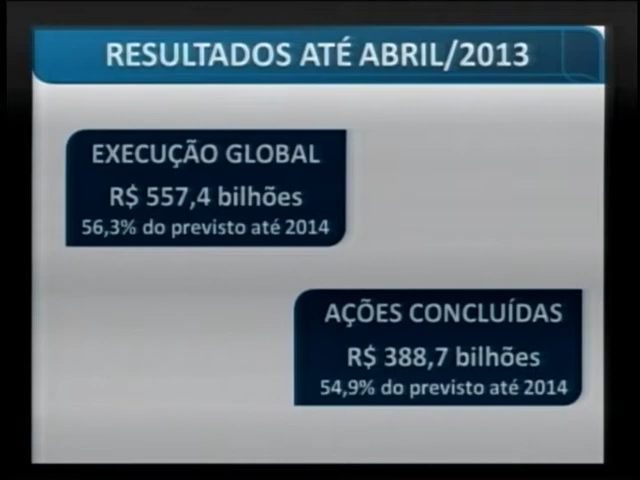 RESULTADOS ATÉ ABRIL/2013
EXECUÇÃO GLOBAL
R$ 557,4 bilhões
56,3% do previsto até 2014
AÇÕES CONCLUÍDAS
R$ 388,7 bilhões
54,9% do previsto até 2014